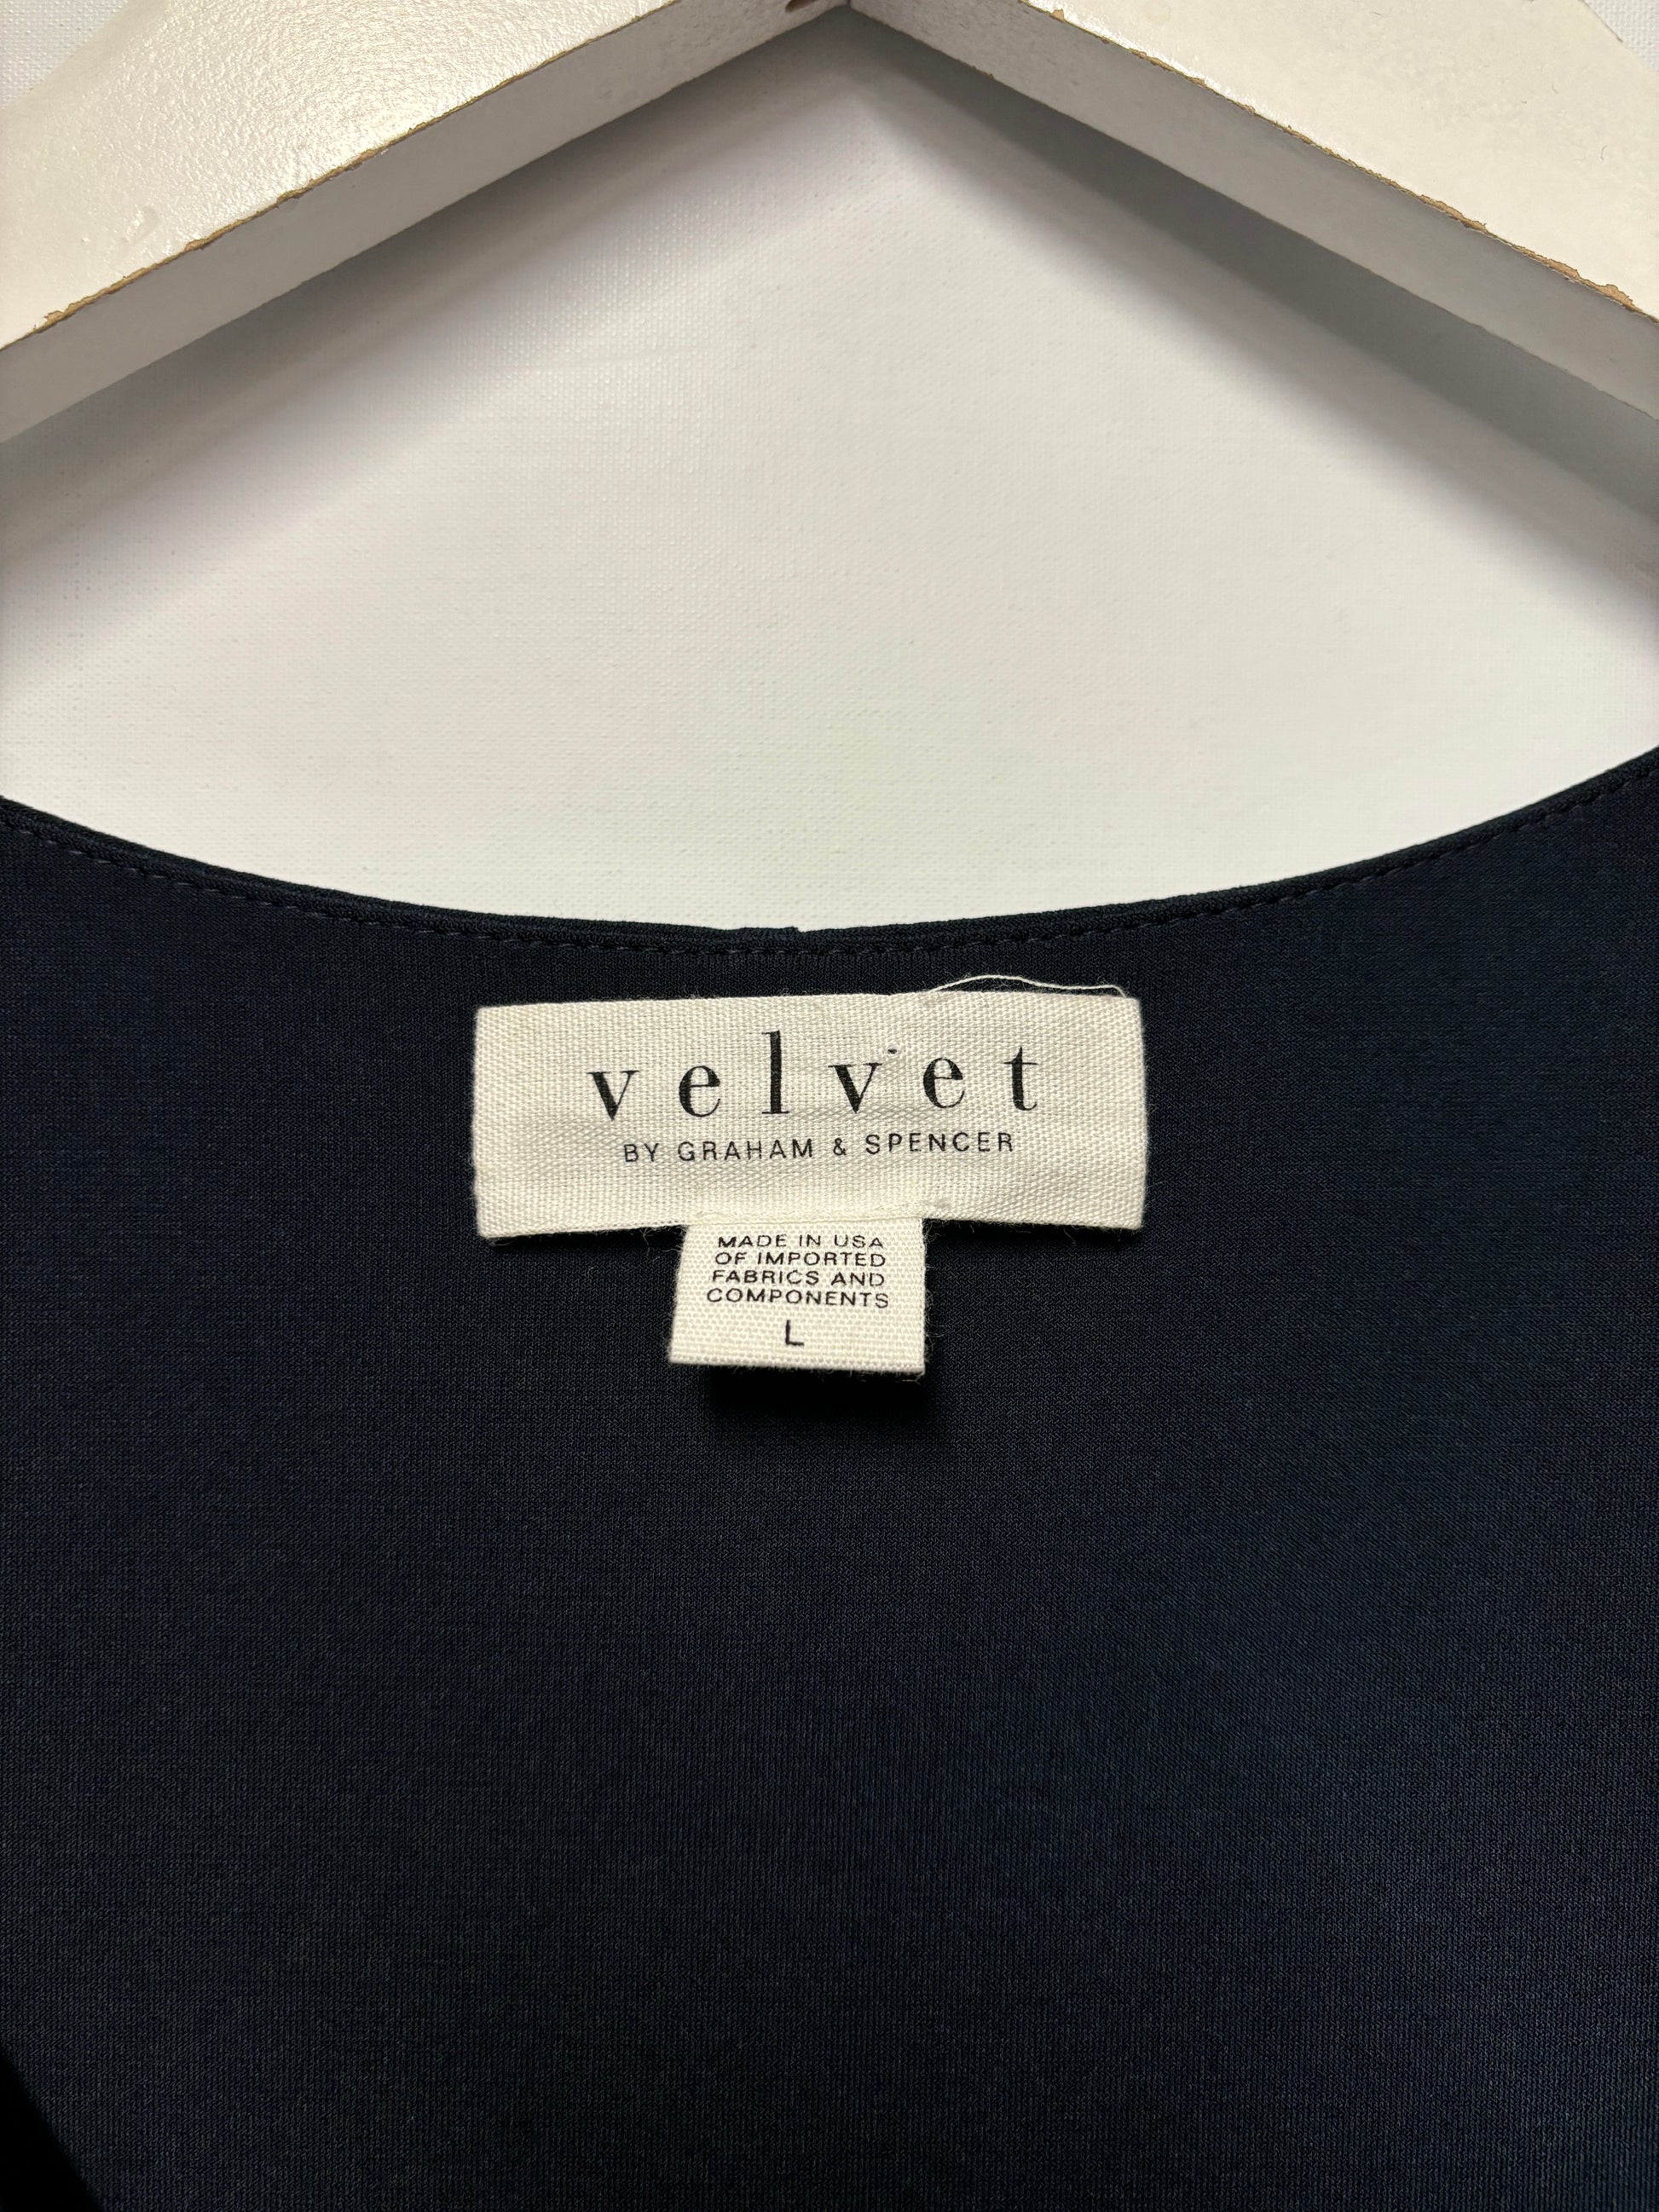 velvet
BY GRAHAM & SPENCER
MADE IN USA
OF IMPORTED
FABRICS AND
COMPONENTS
L